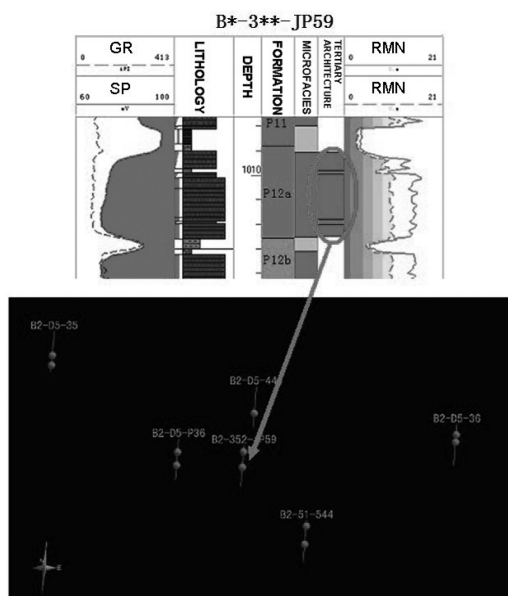 B*-3**-JP59
GR
0 413
LITHOLOGY
DEPTH
FORMATION
MICROFACIES
TERTIARY
ARCHITECTURE
RMN
0 21
SP
60 100
RMN
0 21
P11
1010
P12a
P12b
B2-D5-35
B2-D5-44
B2-D5-36
B2-D5-P36
B2-352-JP59
B2-51-544